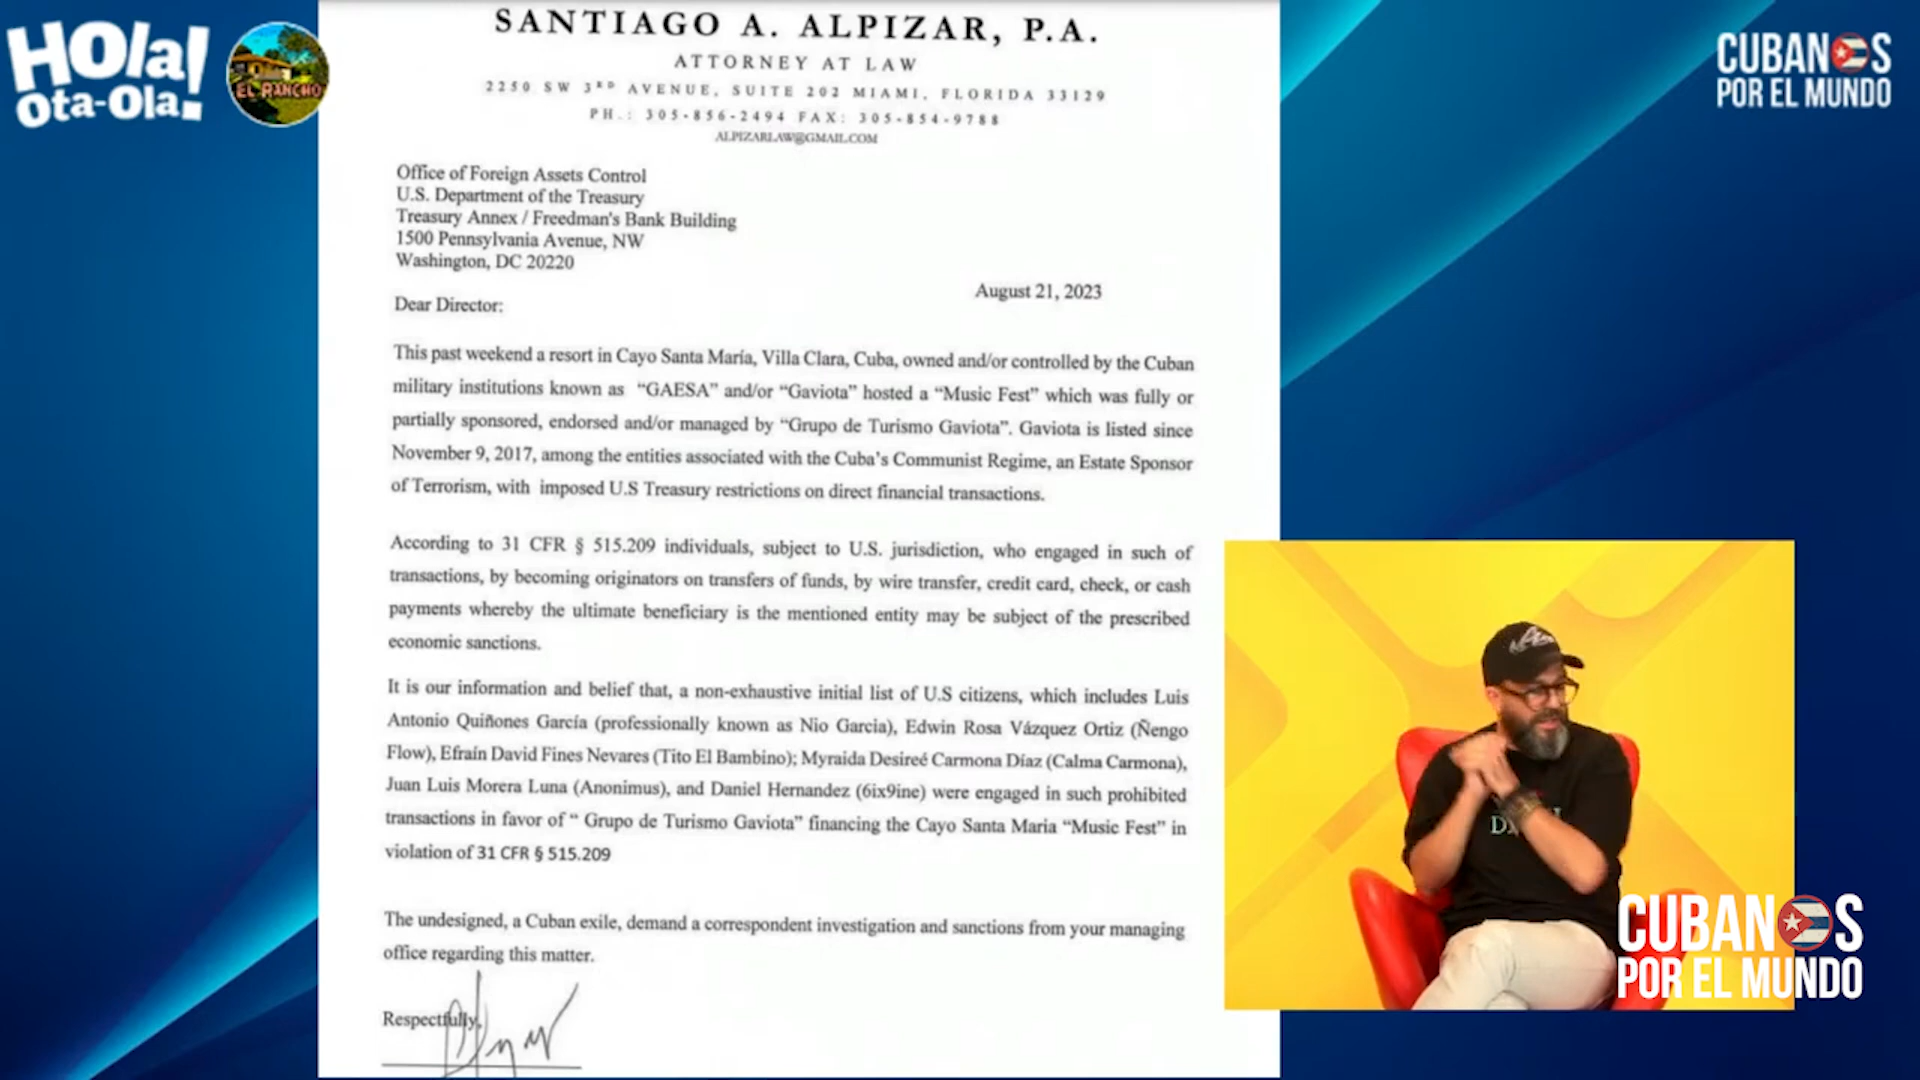 HOla!
Ota-Ola!
EL RANCHO
CUBANOS
POR EL MUNDO
SANTIAGO A. ALPIZAR, P.A.
ATTORNEY AT LAW
2250 SW 3RD AVENUE, SUITE 202 MIAMI, FLORIDA 33129
PH.: 305-856-2494 FAX: 305-854-9788
ALPIZARLAW@GMAIL.COM
Office of Foreign Assets Control
U.S. Department of the Treasury
Treasury Annex / Freedman's Bank Building
1500 Pennsylvania Avenue, NW
Washington, DC 20220
August 21, 2023
Dear Director:
This past weekend a resort in Cayo Santa María, Villa Clara, Cuba, owned and/or controlled by the Cuban
military institutions known as “GAESA” and/or “Gaviota” hosted a “Music Fest” which was fully or
partially sponsored, endorsed and/or managed by “Grupo de Turismo Gaviota”. Gaviota is listed since
November 9, 2017, among the entities associated with the Cuba’s Communist Regime, an Estate Sponsor
of Terrorism, with imposed U.S Treasury restrictions on direct financial transactions.
According to 31 CFR § 515.209 individuals, subject to U.S. jurisdiction, who engaged in such of
transactions, by becoming originators on transfers of funds, by wire transfer, credit card, check, or cash
payments whereby the ultimate beneficiary is the mentioned entity may be subject of the prescribed
economic sanctions.
It is our information and belief that, a non-exhaustive initial list of U.S citizens, which includes Luis
Antonio Quiñones García (professionally known as Nio Garcia), Edwin Rosa Vázquez Ortiz (Ñengo
Flow), Efraín David Fines Nevares (Tito El Bambino); Myraida Desireé Carmona Díaz (Calma Carmona),
Juan Luis Morera Luna (Anonimus), and Daniel Hernandez (6ix9ine) were engaged in such prohibited
transactions in favor of “ Grupo de Turismo Gaviota” financing the Cayo Santa Maria “Music Fest” in
violation of 31 CFR § 515.209
The undesigned, a Cuban exile, demand a correspondent investigation and sanctions from your managing
office regarding this matter.
Respectfully,
CUBANOS
POR EL MUNDO